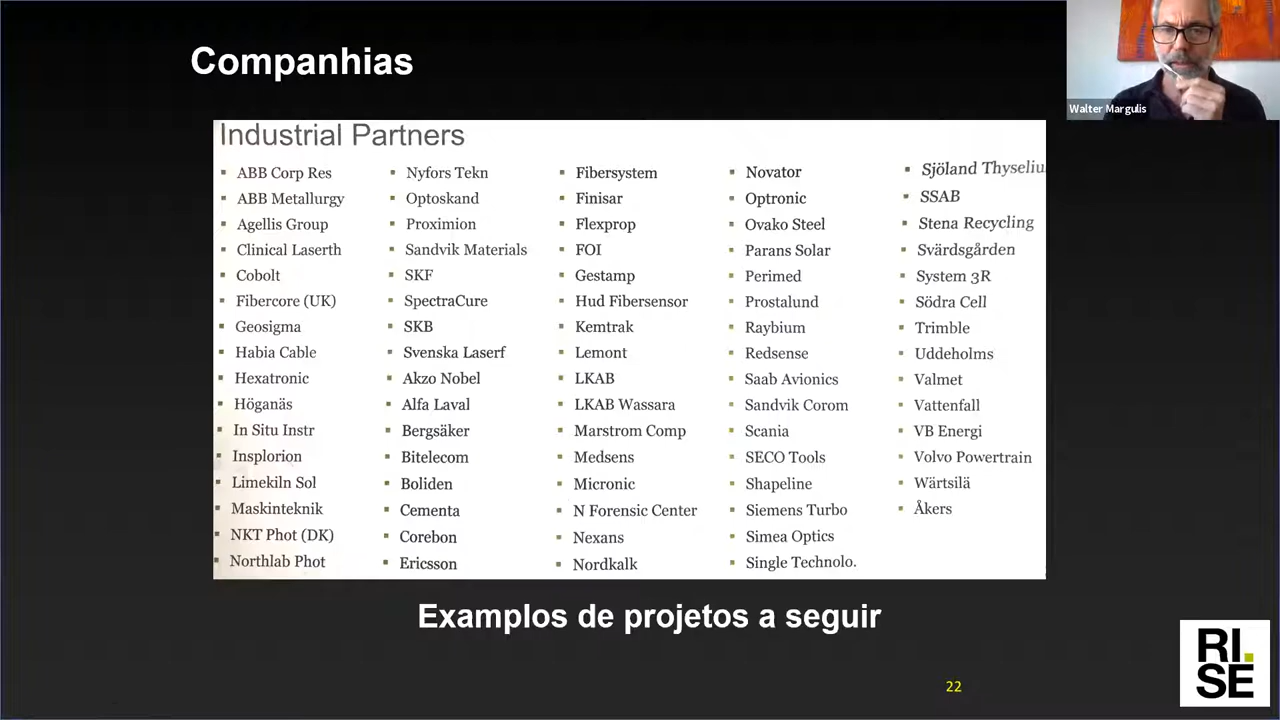 Companhias
Walter Margulis
Industrial Partners
ABB Corp Res
ABB Metallurgy
Agellis Group
Clinical Laserth
Cobolt
Fibercore (UK)
Geosigma
Habia Cable
Hexatronic
Höganäs
In Situ Instr
Insplorion
Limekiln Sol
Maskinteknik
NKT Phot (DK)
Northlab Phot
Nyfors Tekn
Optoskand
Proximion
Sandvik Materials
SKF
SpectraCure
SKB
Svenska Laserf
Akzo Nobel
Alfa Laval
Bergsäker
Bitelecom
Boliden
Cementa
Corebon
Ericsson
Fibersystem
Finisar
Flexprop
FOI
Gestamp
Hud Fibersensor
Kemtrak
Lemont
LKAB
LKAB Wassara
Marstrom Comp
Medsens
Micronic
N Forensic Center
Nexans
Nordkalk
Novator
Optronic
Ovako Steel
Parans Solar
Perimed
Prostalund
Raybium
Redsense
Saab Avionics
Sandvik Corom
Scania
SECO Tools
Shapeline
Siemens Turbo
Simea Optics
Single Technolo.
Sjöland Thyseliu
SSAB
Stena Recycling
Svärdsgården
System 3R
Södra Cell
Trimble
Uddeholms
Valmet
Vattenfall
VB Energi
Volvo Powertrain
Wärtsilä
Åkers
Examplos de projetos a seguir
22
RI.
SE